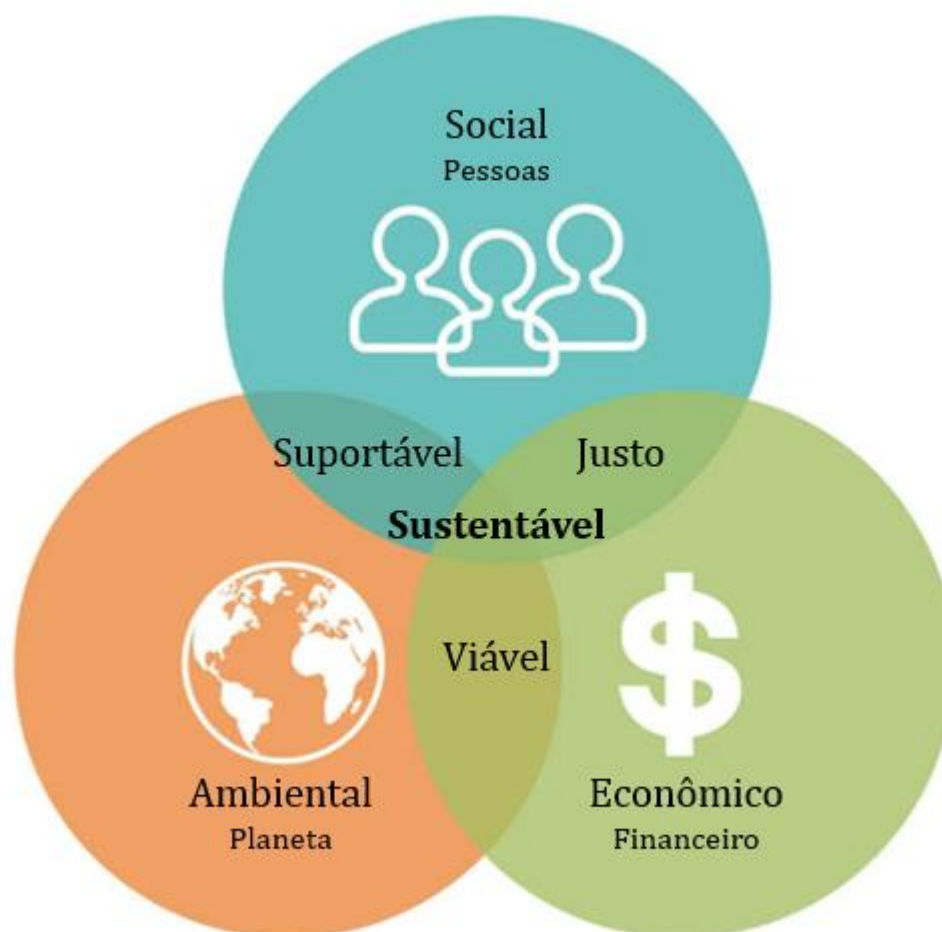 Social
Pessoas
Suportável
Justo
Sustentável
Viável
Ambiental
Planeta
Econômico
Financeiro